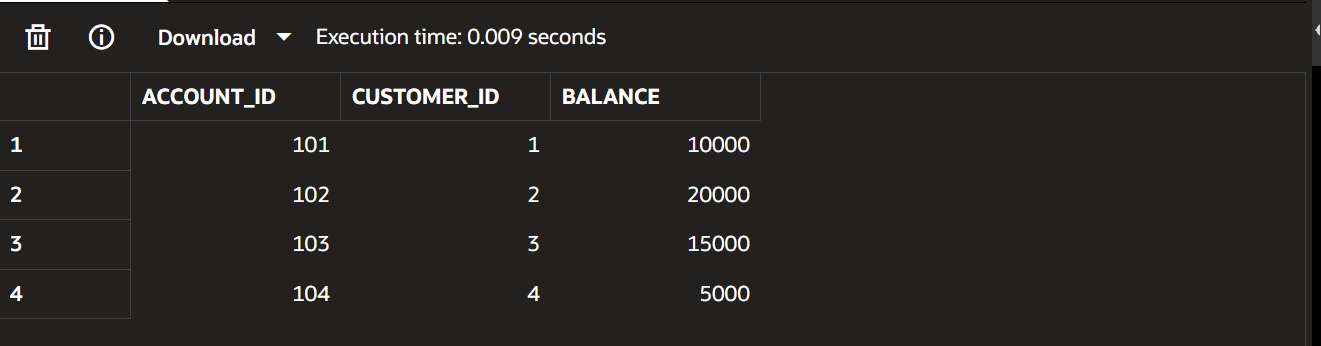 Download Execution time: 0.009 seconds
ACCOUNT_ID CUSTOMER_ID BALANCE
1 101 1 10000
2 102 2 20000
3 103 3 15000
4 104 4 5000